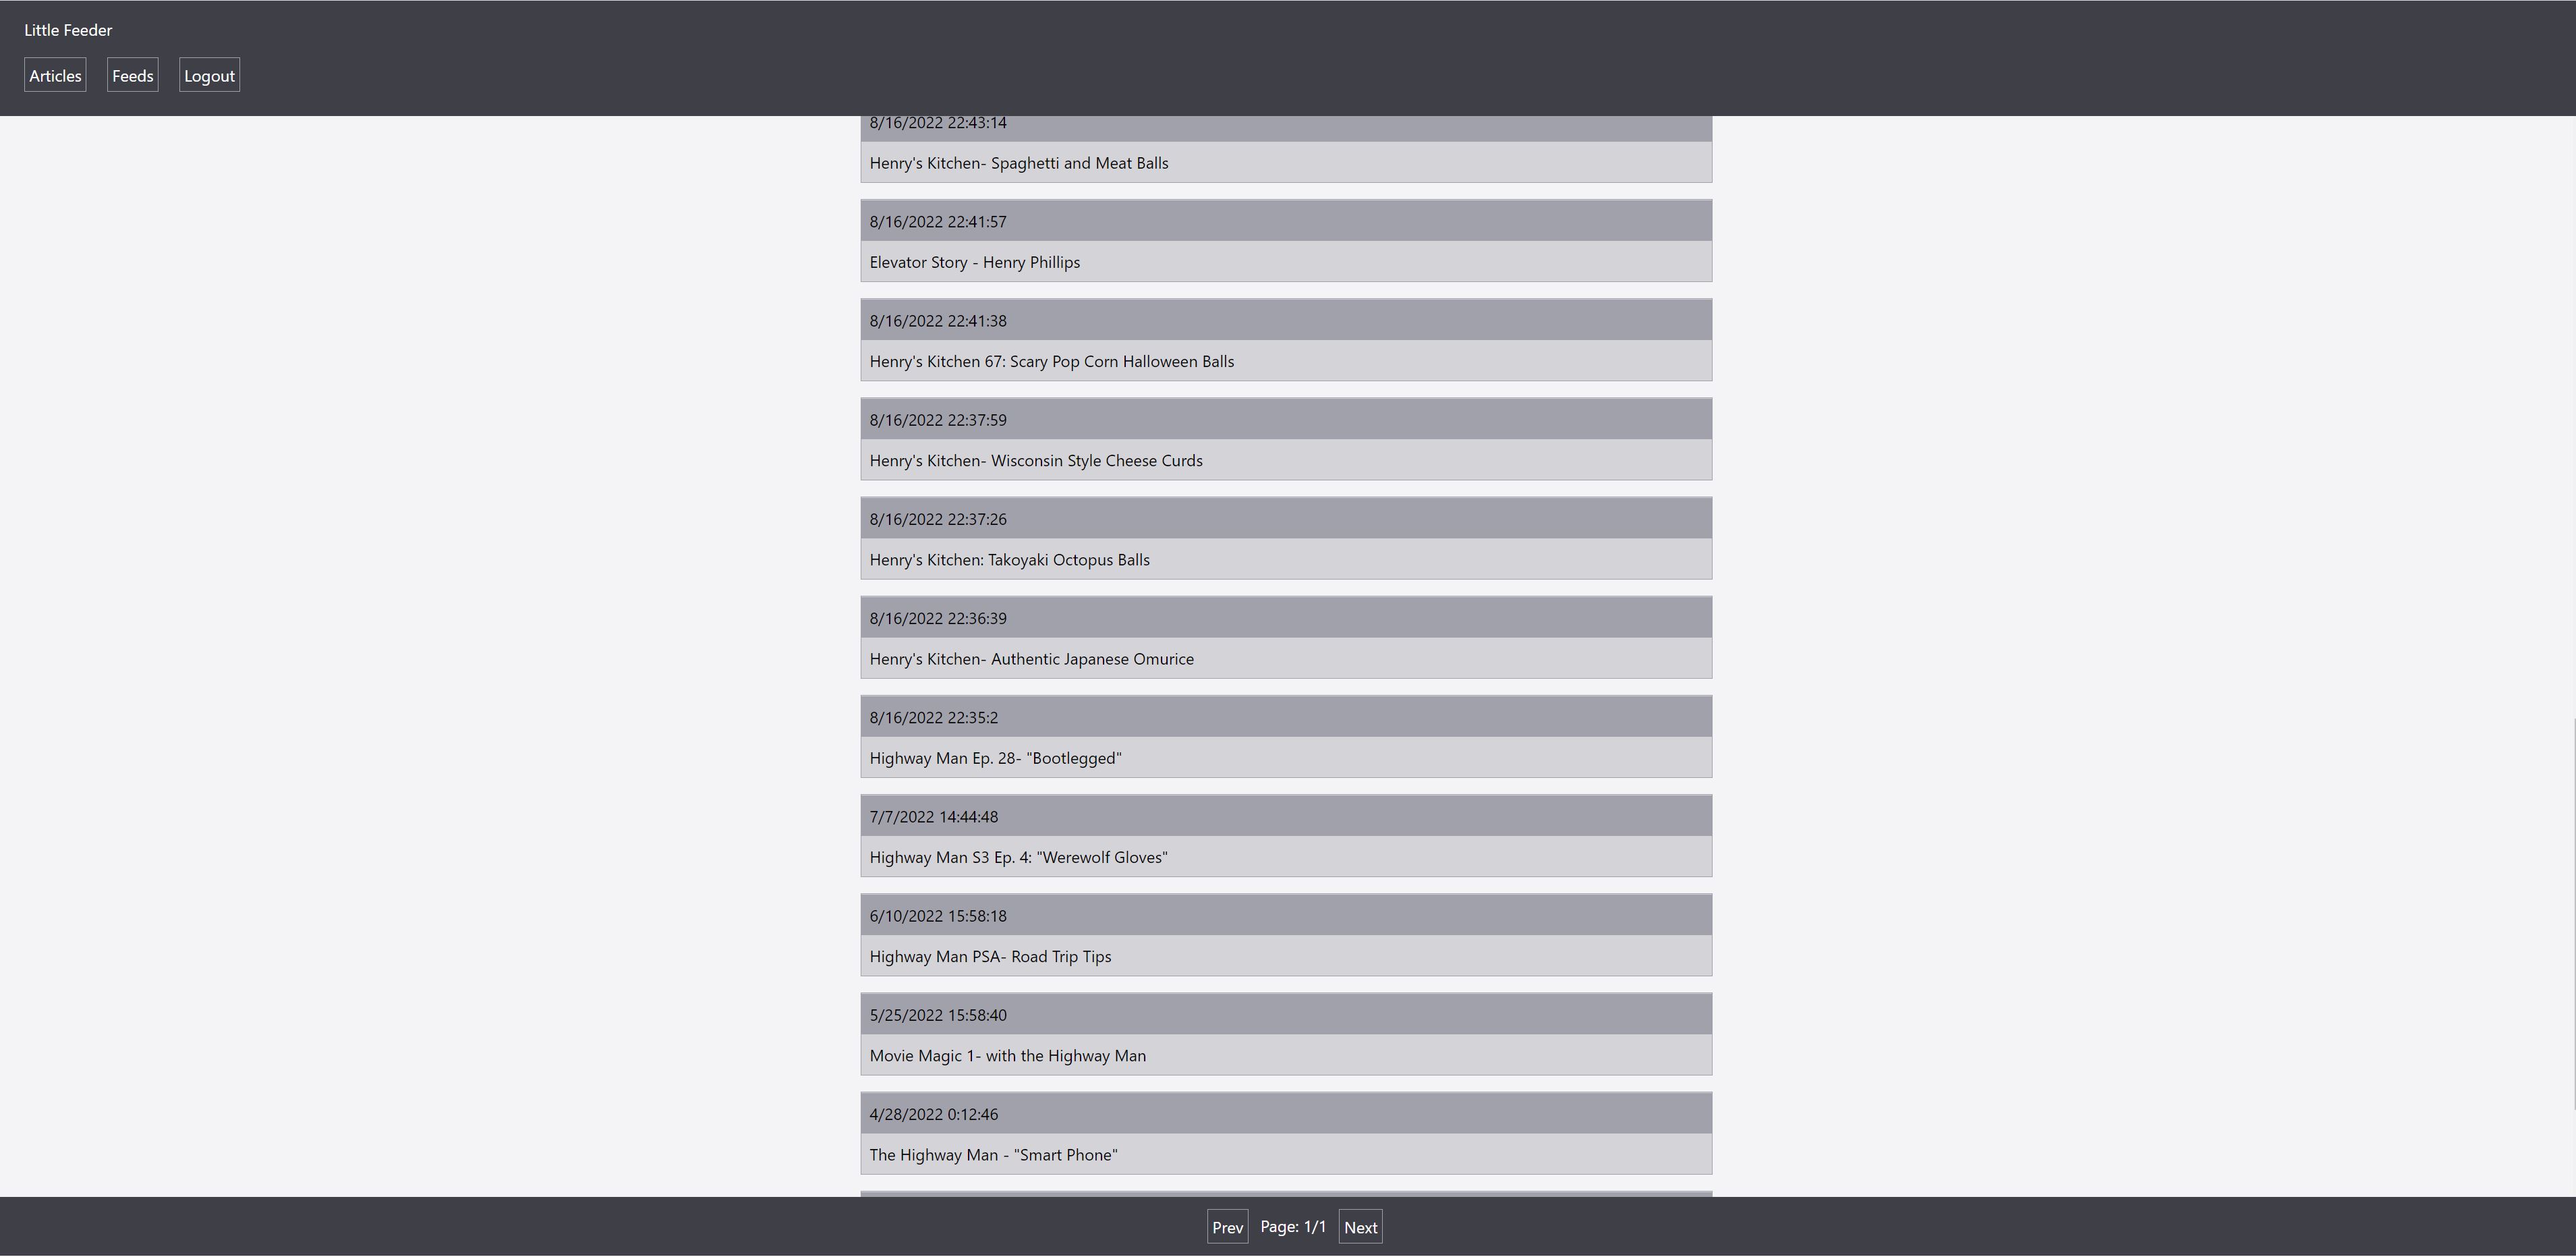 Little Feeder
Articles Feeds Logout
8/16/2022 22:43:14
Henry's Kitchen- Spaghetti and Meat Balls
8/16/2022 22:41:57
Elevator Story - Henry Phillips
8/16/2022 22:41:38
Henry's Kitchen 67: Scary Pop Corn Halloween Balls
8/16/2022 22:37:59
Henry's Kitchen- Wisconsin Style Cheese Curds
8/16/2022 22:37:26
Henry's Kitchen: Takoyaki Octopus Balls
8/16/2022 22:36:39
Henry's Kitchen- Authentic Japanese Omurice
8/16/2022 22:35:2
Highway Man Ep. 28- "Bootlegged"
7/7/2022 14:44:48
Highway Man S3 Ep. 4: "Werewolf Gloves"
6/10/2022 15:58:18
Highway Man PSA- Road Trip Tips
5/25/2022 15:58:40
Movie Magic 1- with the Highway Man
4/28/2022 0:12:46
The Highway Man - "Smart Phone"
Prev Page: 1/1 Next